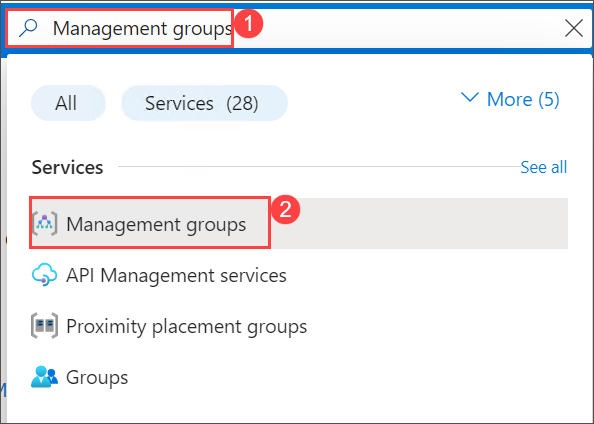 Management groups 1
All Services (28) More (5)
Services See all
Management groups 2
API Management services
Proximity placement groups
Groups